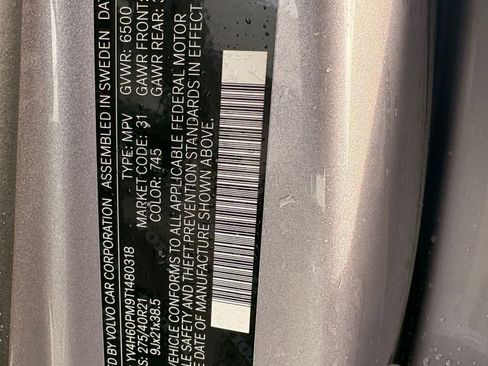 BY VOLVO CAR CORPORATION ASSEMBLED IN SWEDEN DA
GVWR: 6500
GAWR FRONT:
GAWR REAR:
YV4H60PM9T1480318 TYPE: MPV
MARKET CODE: 31
S: 275/40R21 COLOR: 745
9Jx21x38.5
VEHICLE CONFORMS TO ALL APPLICABLE FEDERAL MOTOR
LE SAFETY AND THEFT PREVENTION STANDARDS IN EFFECT
E DATE OF MANUFACTURE SHOWN ABOVE.